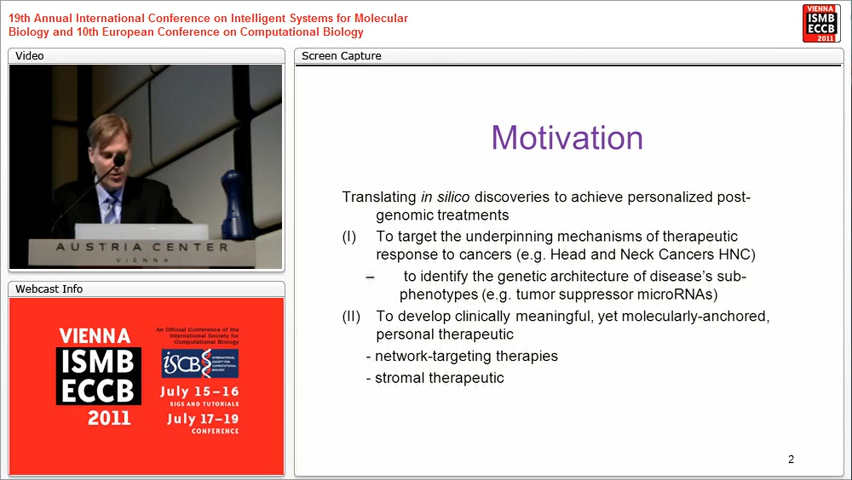 19th Annual International Conference on Intelligent Systems for Molecular
Biology and 10th European Conference on Computational Biology
VIENNA
ISMB
ECCB
2011
Video
AUSTRIA CENTER
VIENNA
Webcast Info
VIENNA
ISMB
ECCB
2011
An Official Conference of the
International Society for
Computational Biology
iSCB
INTERNATIONAL
SOCIETY FOR
COMPUTATIONAL
BIOLOGY
July 15–16
SIGS AND TUTORIALS
July 17–19
CONFERENCE
Screen Capture
Motivation
Translating in silico discoveries to achieve personalized post-
genomic treatments
(I) To target the underpinning mechanisms of therapeutic
response to cancers (e.g. Head and Neck Cancers HNC)
– to identify the genetic architecture of disease's sub-
phenotypes (e.g. tumor suppressor microRNAs)
(II) To develop clinically meaningful, yet molecularly-anchored,
personal therapeutic
- network-targeting therapies
- stromal therapeutic
2